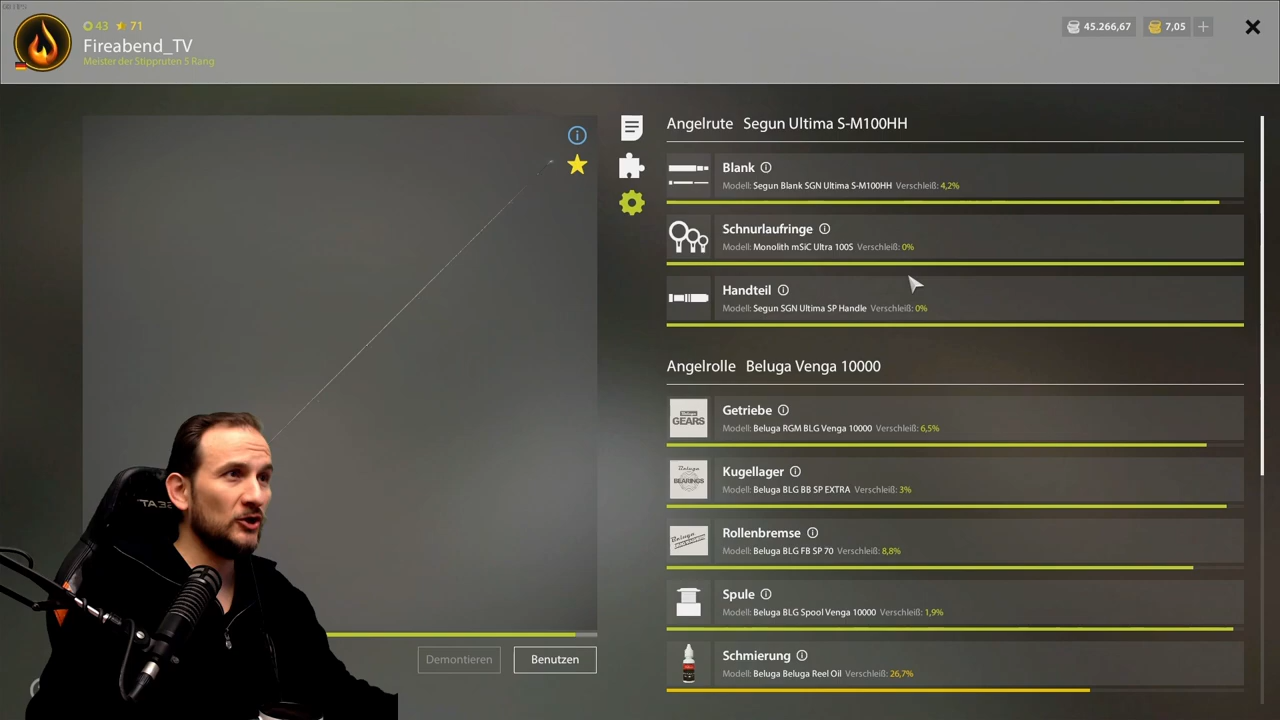 43 71
Fireabend_TV
Meister der Stippruten 5 Rang
45.266,67 7,05
Angelrute Segun Ultima S-M100HH
Blank
Modell: Segun Blank SGN Ultima S-M100HH Verschleiß: 4,2%
Schnurlaufringe
Modell: Monolith mSiC Ultra 100S Verschleiß: 0%
Handteil
Modell: Segun SGN Ultima SP Handle Verschleiß: 0%
Angelrolle Beluga Venga 10000
GEARS
Getriebe
Modell: Beluga RGM BLG Venga 10000 Verschleiß: 6,5%
Beluga
BEARINGS
Kugellager
Modell: Beluga BLG BB SP EXTRA Verschleiß: 3%
Beluga
Rollenbremse
Modell: Beluga BLG FB SP 70 Verschleiß: 8,8%
Spule
Modell: Beluga BLG Spool Venga 10000 Verschleiß: 1,9%
Schmierung
Modell: Beluga Beluga Reel Oil Verschleiß: 26,7%
Demontieren
Benutzen